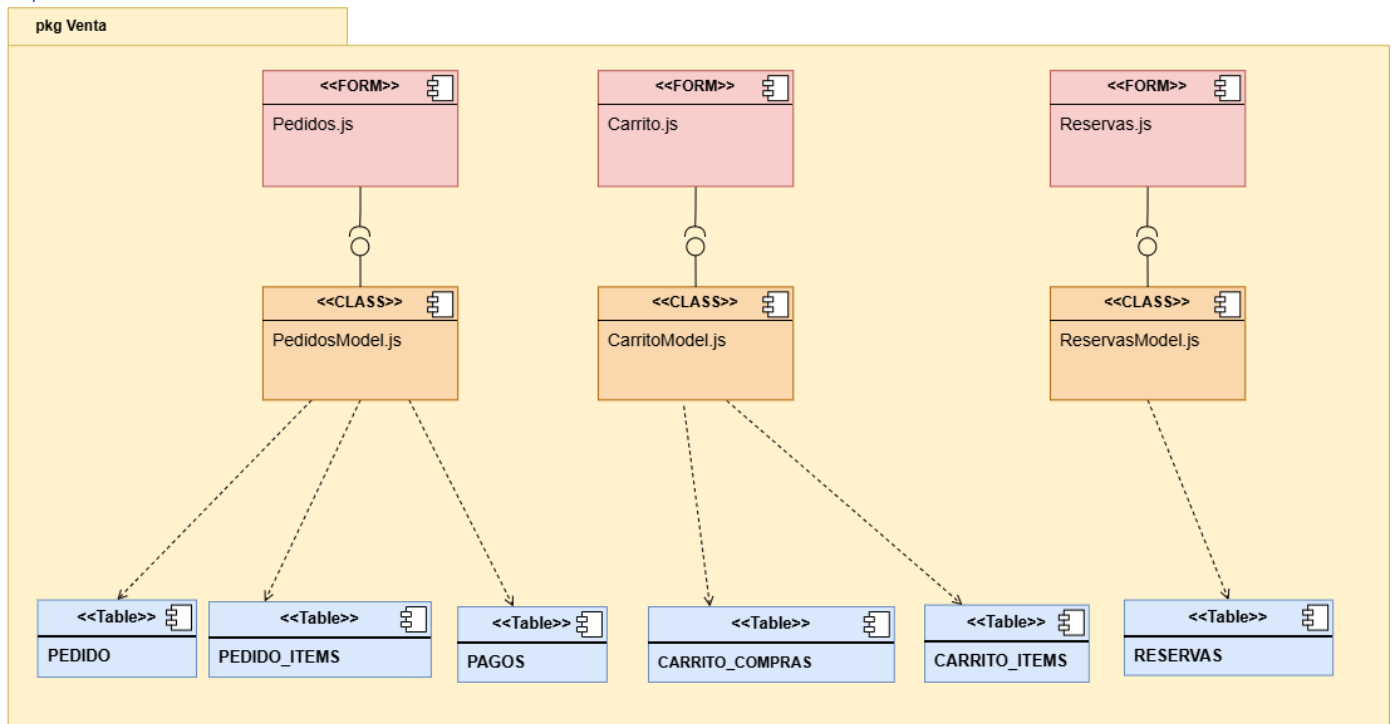 pkg Venta
<<FORM>>
Pedidos.js
<<FORM>>
Carrito.js
<<FORM>>
Reservas.js
<<CLASS>>
PedidosModel.js
<<CLASS>>
CarritoModel.js
<<CLASS>>
ReservasModel.js
<<Table>>
PEDIDO
<<Table>>
PEDIDO_ITEMS
<<Table>>
PAGOS
<<Table>>
CARRITO_COMPRAS
<<Table>>
CARRITO_ITEMS
<<Table>>
RESERVAS